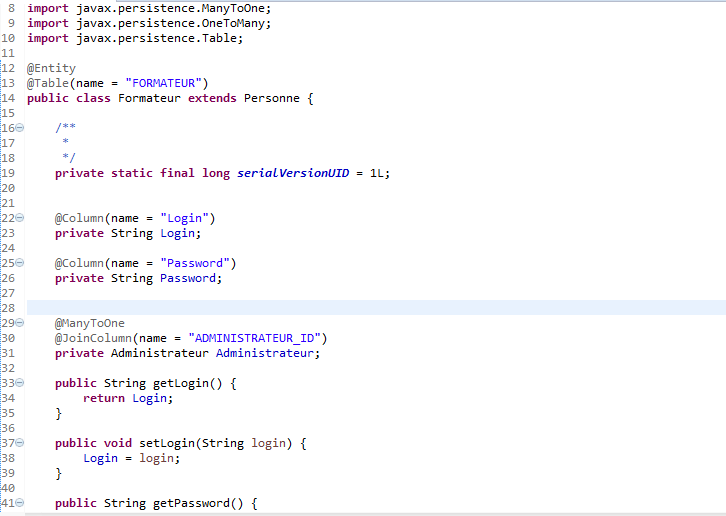 8 import javax.persistence.ManyToOne;
9 import javax.persistence.OneToMany;
10 import javax.persistence.Table;
11
12 @Entity
13 @Table(name = "FORMATEUR")
14 public class Formateur extends Personne {
15
16 /**
17 *
18 */
19 private static final long serialVersionUID = 1L;
20
21
22 @Column(name = "Login")
23 private String Login;
24
25 @Column(name = "Password")
26 private String Password;
27
28
29 @ManyToOne
30 @JoinColumn(name = "ADMINISTRATEUR_ID")
31 private Administrateur Administrateur;
32
33 public String getLogin() {
34 return Login;
35 }
36
37 public void setLogin(String login) {
38 Login = login;
39 }
40
41 public String getPassword() {